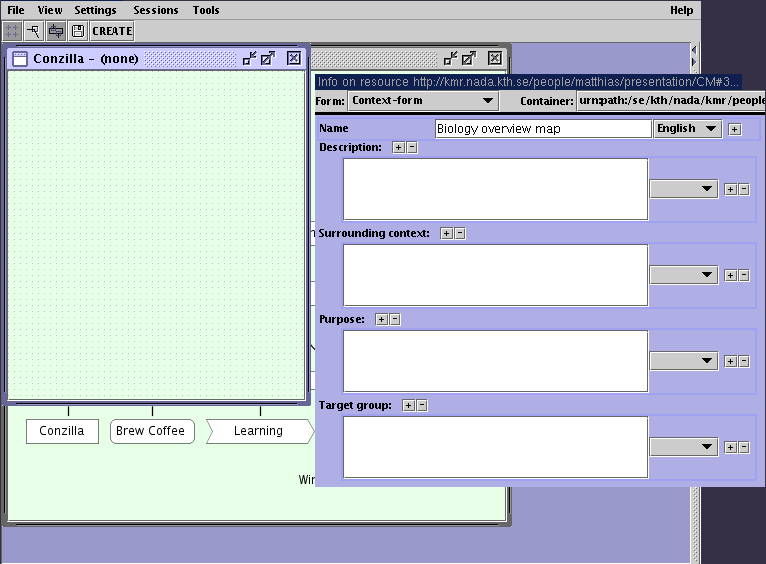 File View Settings Sessions Tools Help
CREATE
Conzilla - (none)
Info on resource http://kmr.nada.kth.se/people/matthias/presentation/CM#3...
Form: Context-form Container: urn:path:/se/kth/nada/kmr/people
Name Biology overview map English
Description:
Surrounding context:
Purpose:
Target group:
Conzilla Brew Coffee Learning